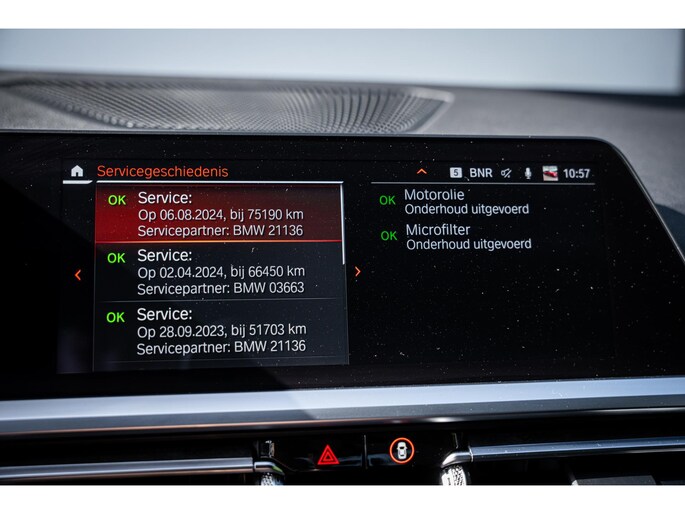 Servicegeschiedenis
5 BNR 10:57
OK Service:
Op 06.08.2024, bij 75190 km
Servicepartner: BMW 21136
OK Service:
Op 02.04.2024, bij 66450 km
Servicepartner: BMW 03663
OK Service:
Op 28.09.2023, bij 51703 km
Servicepartner: BMW 21136
OK Motorolie
Onderhoud uitgevoerd
OK Microfilter
Onderhoud uitgevoerd